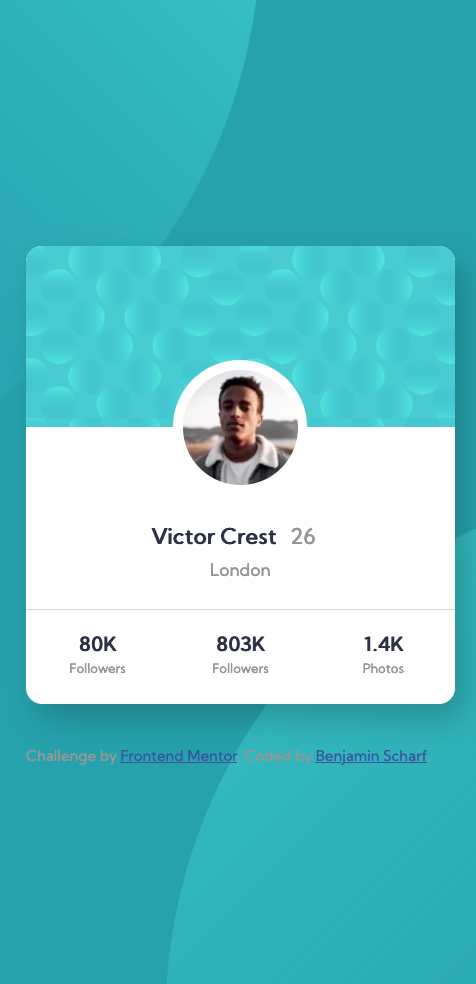 Victor Crest 26
London
80K 803K 1.4K
Followers Followers Photos
Challenge by Frontend Mentor. Coded by Benjamin Scharf.